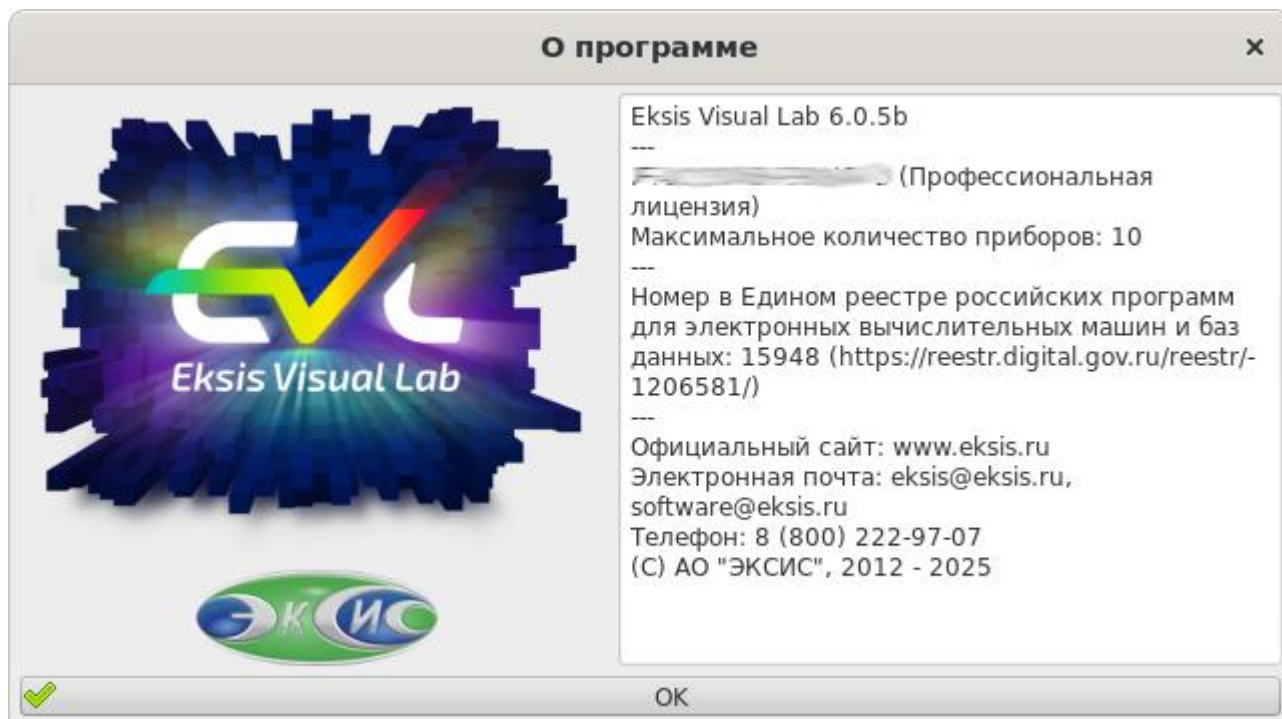 О программе
Eksis Visual Lab 6.0.5b
---
(Профессиональная
лицензия)
Максимальное количество приборов: 10
---
Номер в Едином реестре российских программ
для электронных вычислительных машин и баз
данных: 15948 (https://reestr.digital.gov.ru/reestr/-
1206581/)
---
Официальный сайт: www.eksis.ru
Электронная почта: eksis@eksis.ru,
software@eksis.ru
Телефон: 8 (800) 222-97-07
(C) АО "ЭКСИС", 2012 - 2025
EVL
Eksis Visual Lab
ЭКСИС
OK